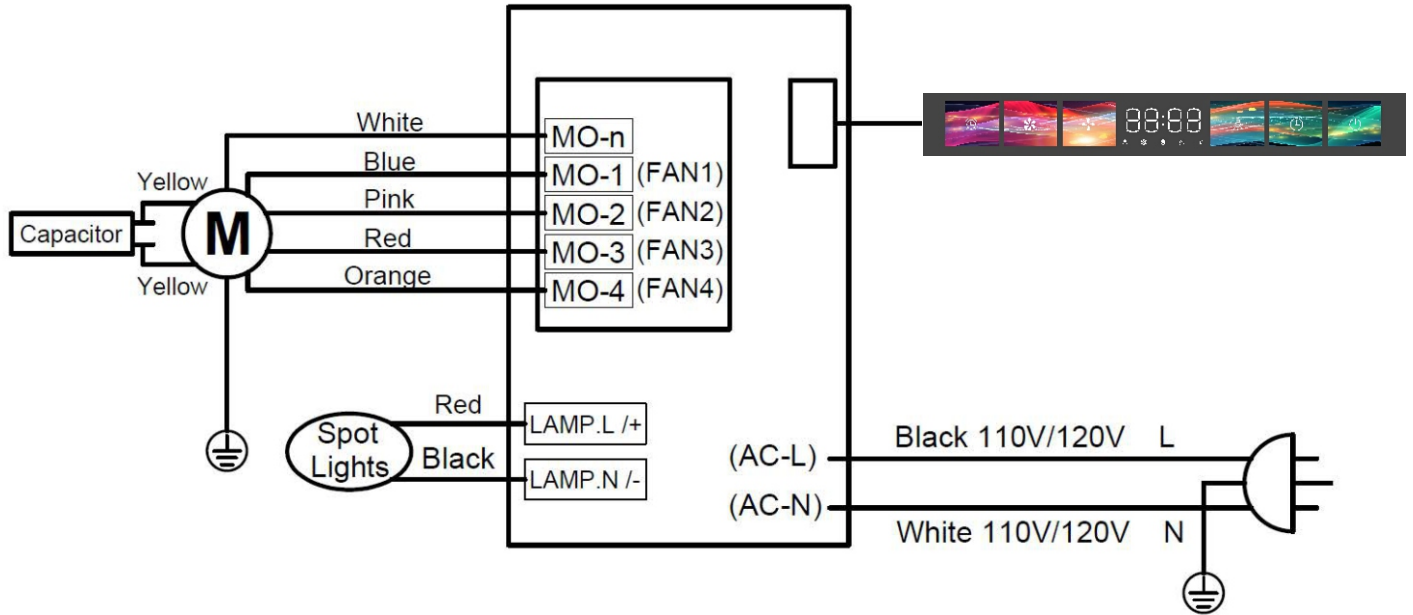 White
MO-n
Blue
MO-1 (FAN1)
Yellow
Pink
MO-2 (FAN2)
Capacitor
M
Red
MO-3 (FAN3)
Yellow
Orange
MO-4 (FAN4)
88:88
Red
LAMP.L /+
Spot
Lights
Black
LAMP.N /-
(AC-L)
Black 110V/120V L
(AC-N)
White 110V/120V N